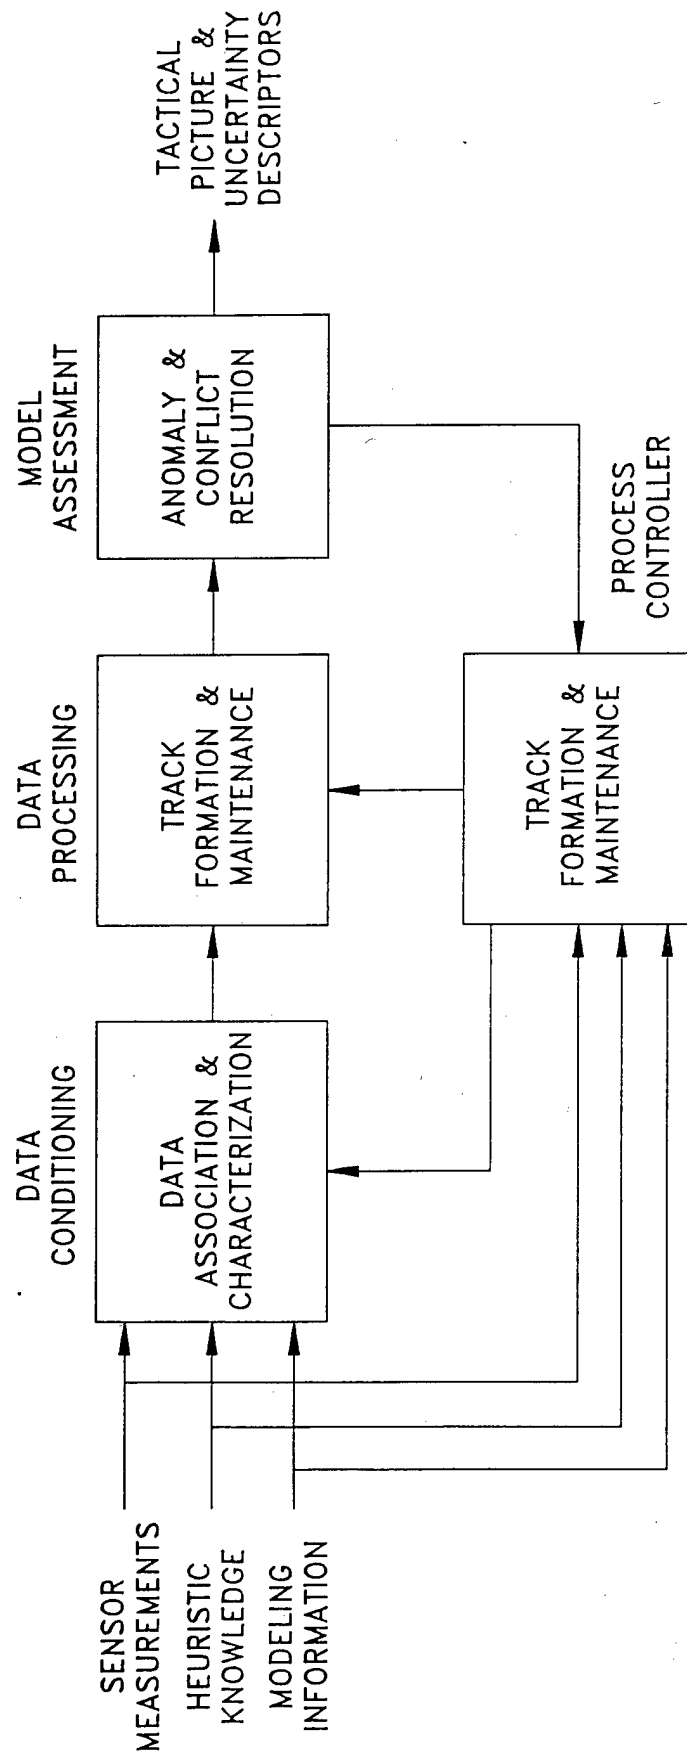 SENSOR
MEASUREMENTS
HEURISTIC
KNOWLEDGE
MODELING
INFORMATION
DATA
CONDITIONING
DATA
ASSOCIATION &
CHARACTERIZATION
DATA
PROCESSING
TRACK
FORMATION &
MAINTENANCE
MODEL
ASSESSMENT
ANOMALY &
CONFLICT
RESOLUTION
TACTICAL
PICTURE &
UNCERTAINTY
DESCRIPTORS
TRACK
FORMATION &
MAINTENANCE
PROCESS
CONTROLLER